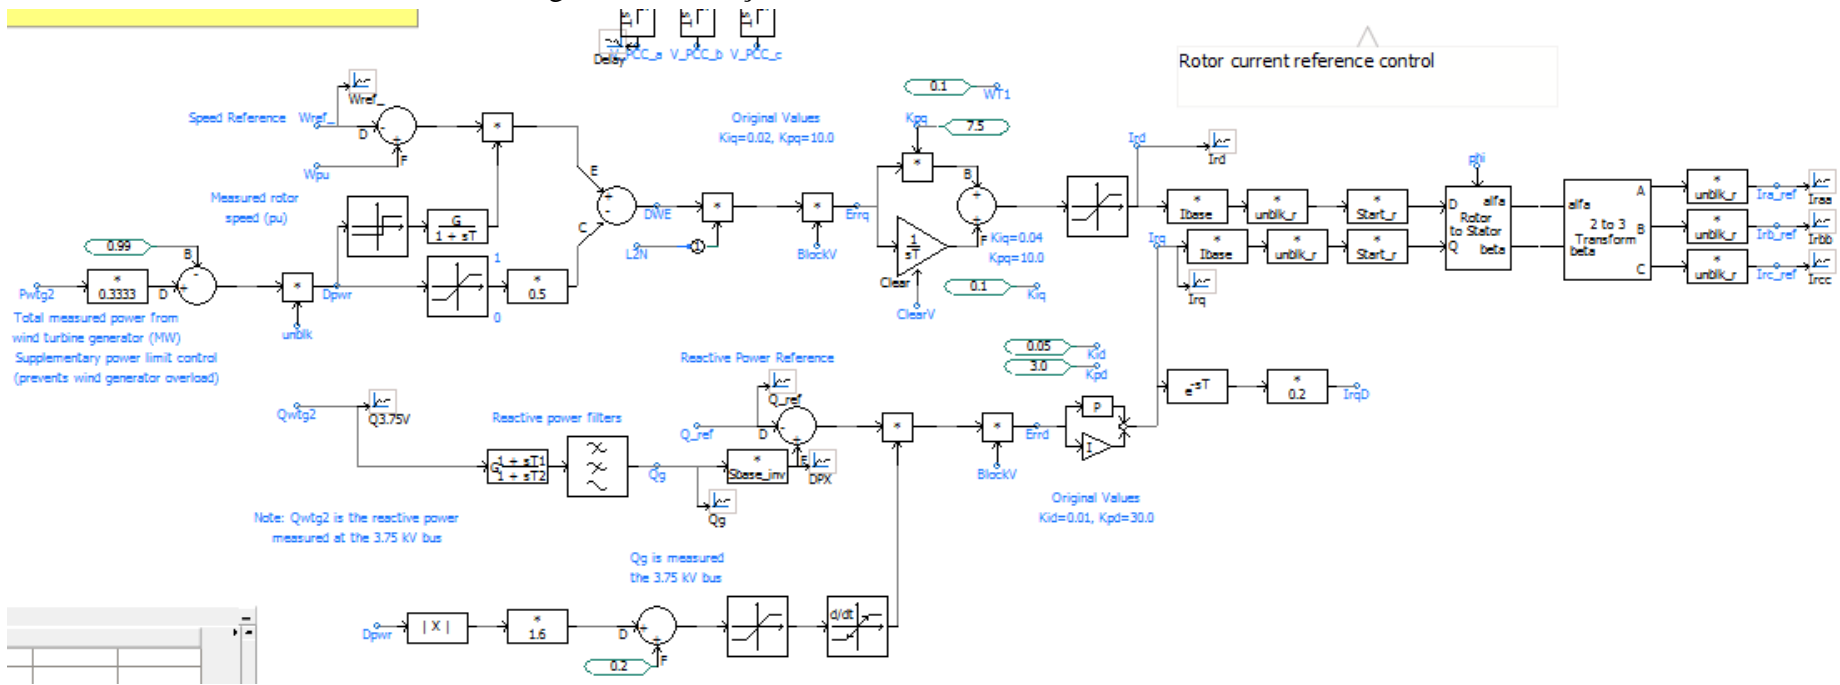 Delay
V_PCC_a
V_PCC_b
V_PCC_c
Rotor current reference control
Wref_
Speed Reference
Wref_
D
-
+
F
Wpu
*
Measured rotor
speed (pu)
G
1 + sT
0.99
B
Pwtg2
*
0.3333
D
-
+
*
Dpwr
unblk
Total measured power from
wind turbine generator (MW)
Supplementary power limit control
(prevents wind generator overload)
1
0
*
0.5
E
C
+
-
DWE
L2N
*
Original Values
Kiq=0.02, Kpq=10.0
*
BlockV
Errq
0.1
WT1
Kpq
7.5
*
B
+
+
F
1
sT
Clear
ClearV
Kiq=0.04
Kpq=10.0
0.1
Kiq
Ird
Ird
Irq
Irq
*
Ibase
*
unblk_r
*
Start_r
*
Ibase
*
unblk_r
*
Start_r
phi
D
alfa
Rotor
to Stator
Q
beta
alfa
A
2 to 3
B
Transform
beta
C
*
unblk_r
Ira_ref
Iraa
*
unblk_r
Irb_ref
Irbb
*
unblk_r
Irc_ref
Ircc
0.05
Kid
3.0
Kpd
e-sT
*
0.2
IrqD
Reactive Power Reference
Q_ref
Q_ref
D
-
+
E
*
*
BlockV
Errd
P
I
Original Values
Kid=0.01, Kpd=30.0
Qwtg2
Q3.75V
Reactive power filters
G
1 + sT1
1 + sT2
Qg
*
Sbase_inv
DPX
Qg
Note: Qwtg2 is the reactive power
measured at the 3.75 kV bus
Qg is measured
the 3.75 kV bus
Dpwr
| X |
*
1.6
D
+
+
F
0.2
d/dt